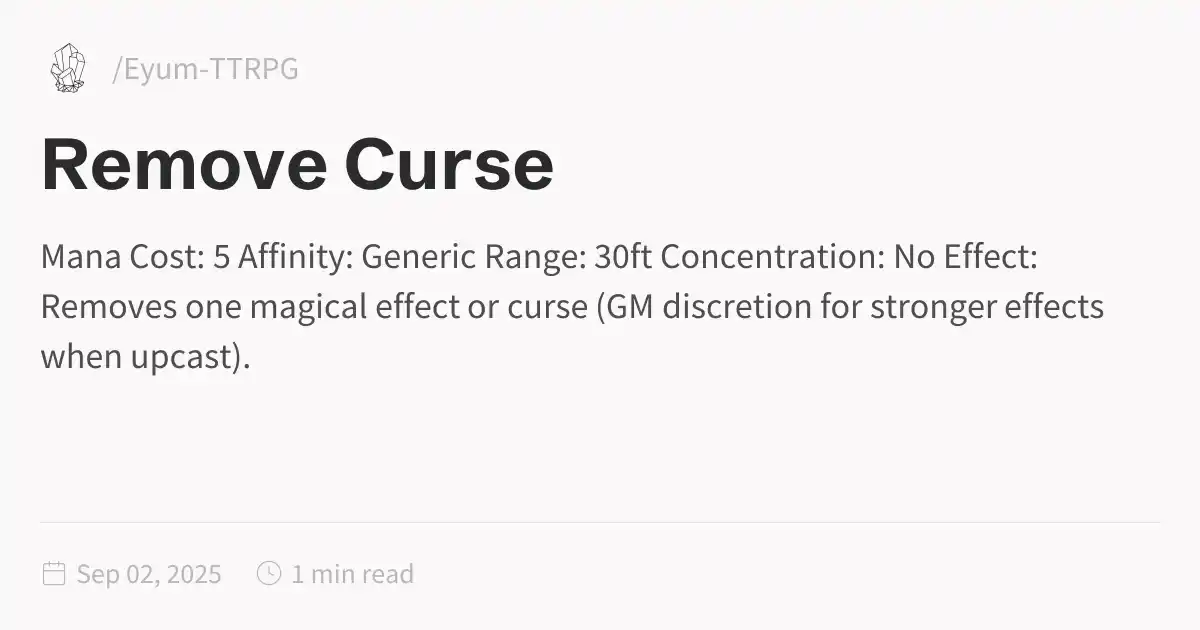 /Eyum-TTRPG
Remove Curse
Mana Cost: 5 Affinity: Generic Range: 30ft Concentration: No Effect:
Removes one magical effect or curse (GM discretion for stronger effects
when upcast).
Sep 02, 2025 1 min read